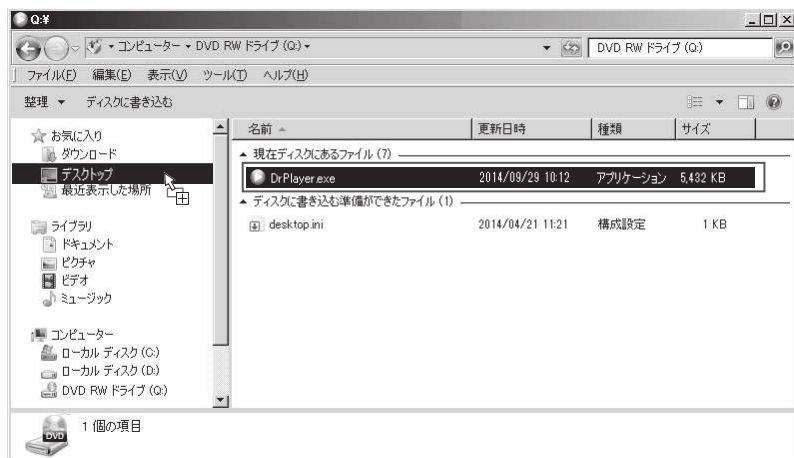 Q:¥
コンピューター ▸ DVD RW ドライブ (Q:) ▸
DVD RW ドライブ (Q:)
ファイル(F) 編集(E) 表示(V) ツール(T) ヘルプ(H)
整理 ▼ ディスクに書き込む
お気に入り
ダウンロード
デスクトップ
最近表示した場所
ライブラリ
ドキュメント
ピクチャ
ビデオ
ミュージック
コンピューター
ローカル ディスク (C:)
ローカル ディスク (D:)
DVD RW ドライブ (Q:)
名前 更新日時 種類 サイズ
現在ディスクにあるファイル (7)
DrPlayer.exe 2014/09/29 10:12 アプリケーション 5,432 KB
ディスクに書き込む準備ができたファイル (1)
desktop.ini 2014/04/21 11:21 構成設定 1 KB
DVD
1 個の項目